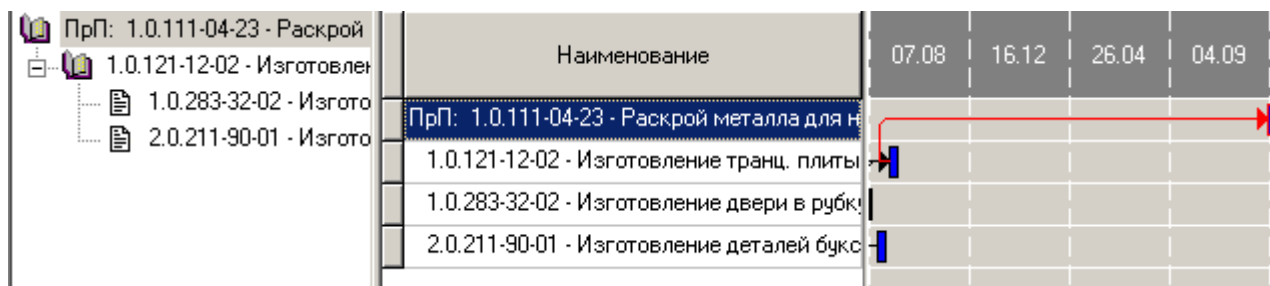 ПрП: 1.0.111-04-23 - Раскрой
1.0.121-12-02 - Изготовлен
1.0.283-32-02 - Изгото
2.0.211-90-01 - Изгото
Наименование
07.08 16.12 26.04 04.09
ПрП: 1.0.111-04-23 - Раскрой металла для н
1.0.121-12-02 - Изготовление транц. плиты
1.0.283-32-02 - Изготовление двери в рубку
2.0.211-90-01 - Изготовление деталей букс